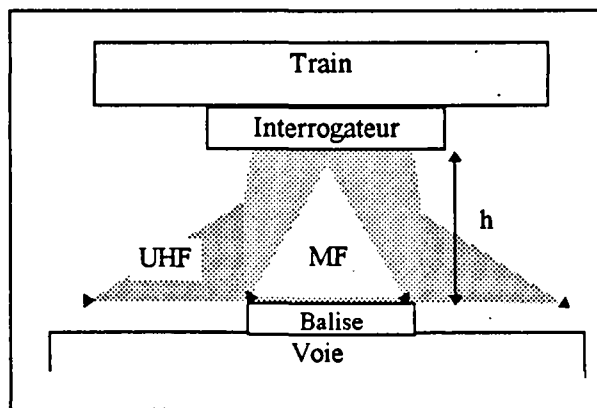 Train
Interrogateur
h
UHF MF
Balise
Voie